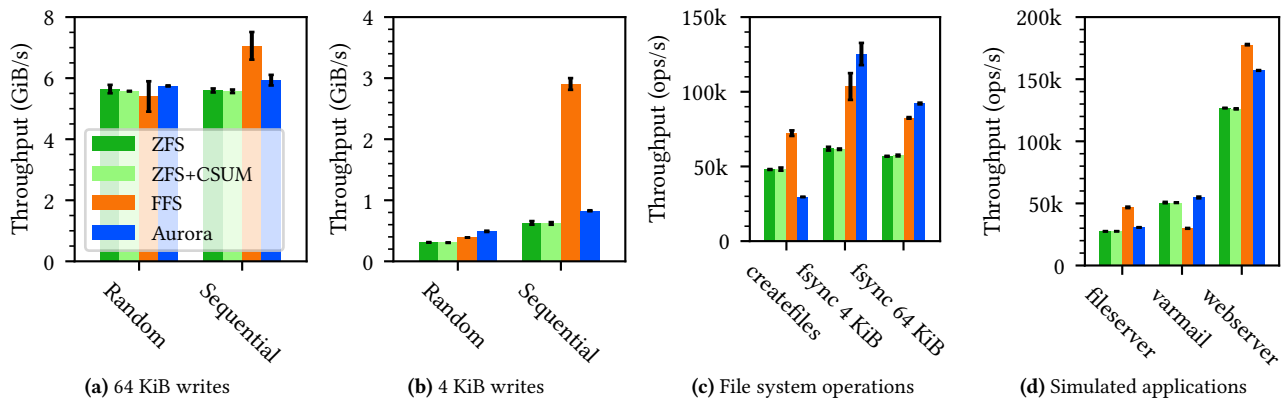 Throughput (GiB/s)
8
6
4
2
0
ZFS
ZFS+CSUM
FFS
Aurora
Random
Sequential
(a) 64 KiB writes
Throughput (GiB/s)
4
3
2
1
0
Random
Sequential
(b) 4 KiB writes
Throughput (ops/s)
150k
100k
50k
0
createfiles
fsync 4 KiB
fsync 64 KiB
(c) File system operations
Throughput (ops/s)
200k
150k
100k
50k
0
fileserver
varmail
webserver
(d) Simulated applications